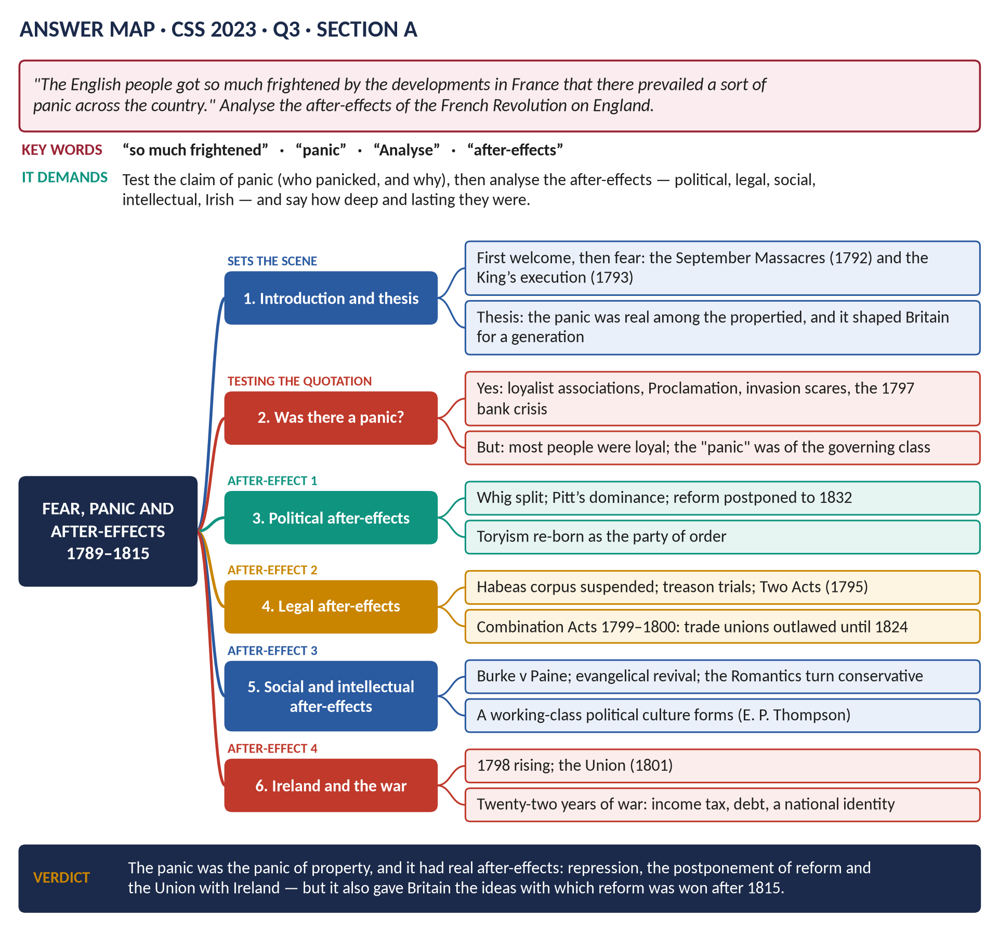 ANSWER MAP · CSS 2023 · Q3 · SECTION A
"The English people got so much frightened by the developments in France that there prevailed a sort of
panic across the country." Analyse the after-effects of the French Revolution on England.
KEY WORDS “so much frightened” · “panic” · “Analyse” · “after-effects”
IT DEMANDS Test the claim of panic (who panicked, and why), then analyse the after-effects — political, legal, social,
intellectual, Irish — and say how deep and lasting they were.
FEAR, PANIC AND
AFTER-EFFECTS
1789–1815
SETS THE SCENE
1. Introduction and thesis
First welcome, then fear: the September Massacres (1792) and the
King’s execution (1793)
Thesis: the panic was real among the propertied, and it shaped Britain
for a generation
TESTING THE QUOTATION
2. Was there a panic?
Yes: loyalist associations, Proclamation, invasion scares, the 1797
bank crisis
But: most people were loyal; the "panic" was of the governing class
AFTER-EFFECT 1
3. Political after-effects
Whig split; Pitt’s dominance; reform postponed to 1832
Toryism re-born as the party of order
AFTER-EFFECT 2
4. Legal after-effects
Habeas corpus suspended; treason trials; Two Acts (1795)
Combination Acts 1799–1800: trade unions outlawed until 1824
AFTER-EFFECT 3
5. Social and intellectual
after-effects
Burke v Paine; evangelical revival; the Romantics turn conservative
A working-class political culture forms (E. P. Thompson)
AFTER-EFFECT 4
6. Ireland and the war
1798 rising; the Union (1801)
Twenty-two years of war: income tax, debt, a national identity
VERDICT
The panic was the panic of property, and it had real after-effects: repression, the postponement of reform and
the Union with Ireland — but it also gave Britain the ideas with which reform was won after 1815.